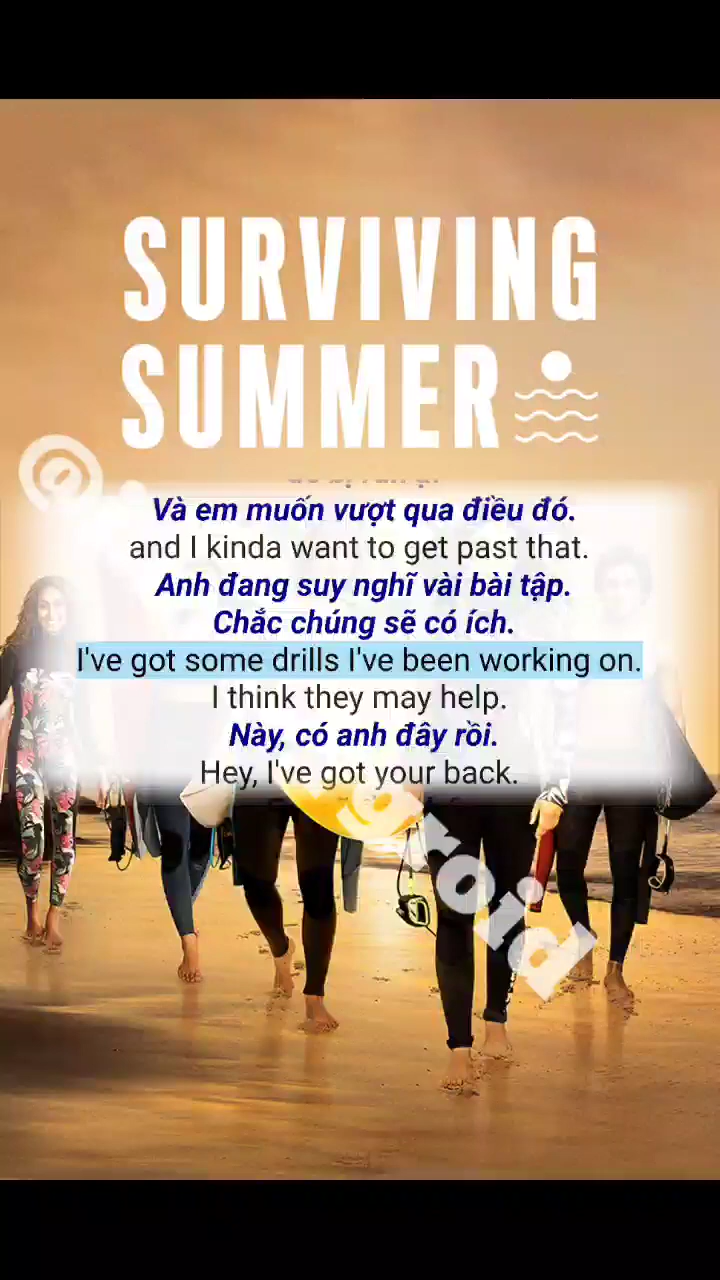 SURVIVING
SUMMER
Và em muốn vượt qua điều đó.
and I kinda want to get past that.
Anh đang suy nghĩ vài bài tập.
Chắc chúng sẽ có ích.
I've got some drills I've been working on.
I think they may help.
Này, có anh đây rồi.
Hey, I've got your back.